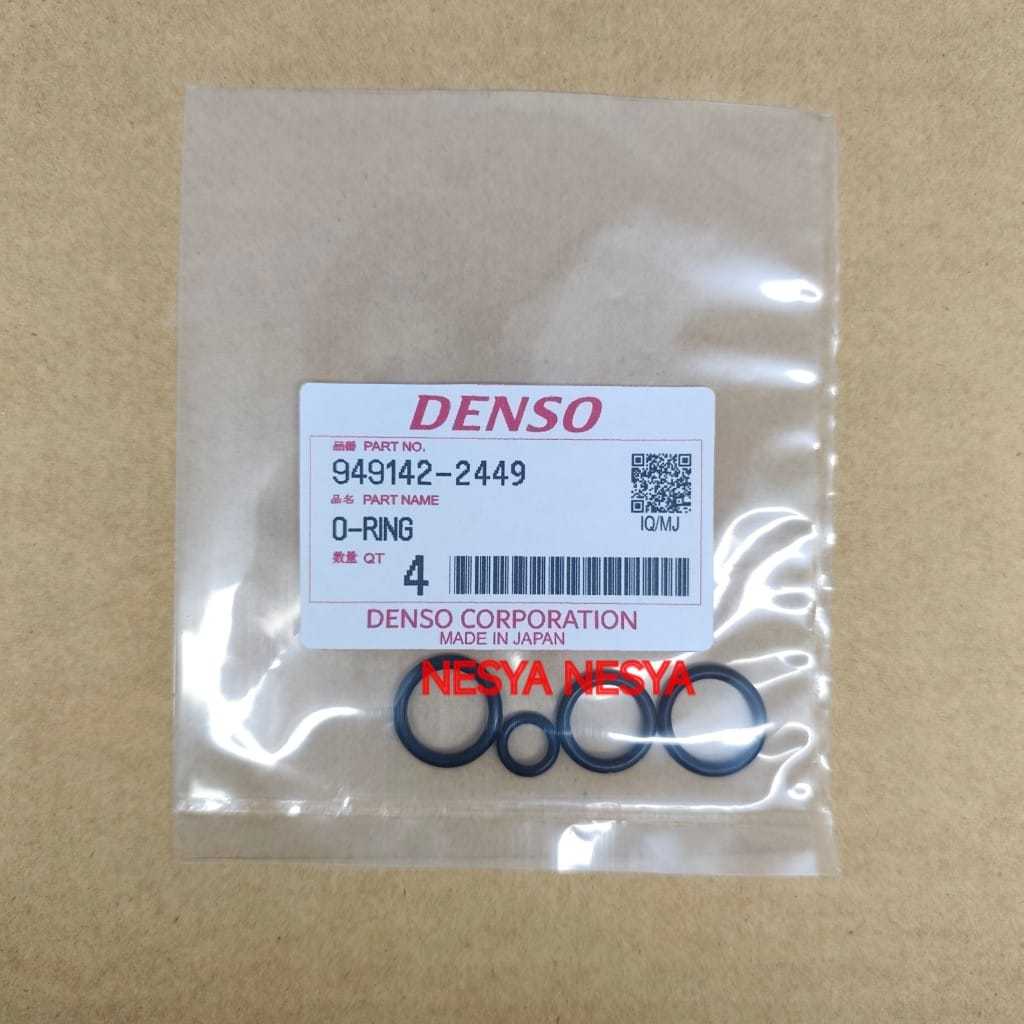 DENSO
品番 PART NO.
949142-2449
品名 PART NAME
O-RING
IQ/MJ
数量 QT 4
DENSO CORPORATION
MADE IN JAPAN
NESYA NESYA